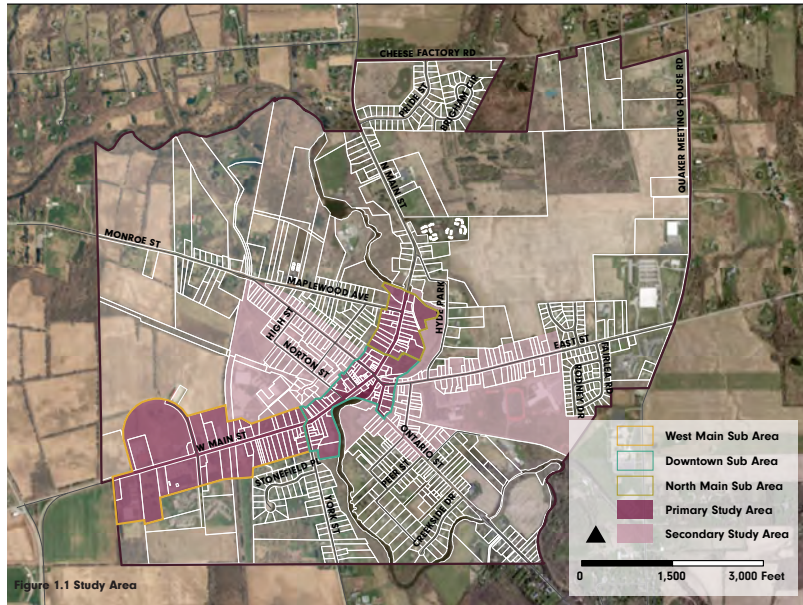 CHEESE FACTORY RD
QUAKER MEETING HOUSE RD
REEDE ST
BRIGHAM DR
N MAIN ST
MONROE ST
MAPLEWOOD AVE
HYDE PARK
HIGH ST
NORTON ST
EAST ST
FAIRLEA RD
RODNEY DR
W MAIN ST
ONTARIO ST
STONEFIELD PL
PEER ST
YORK ST
CREEKSIDE DR
West Main Sub Area
Downtown Sub Area
North Main Sub Area
Primary Study Area
Secondary Study Area
0 1,500 3,000 Feet
Figure 1.1 Study Area